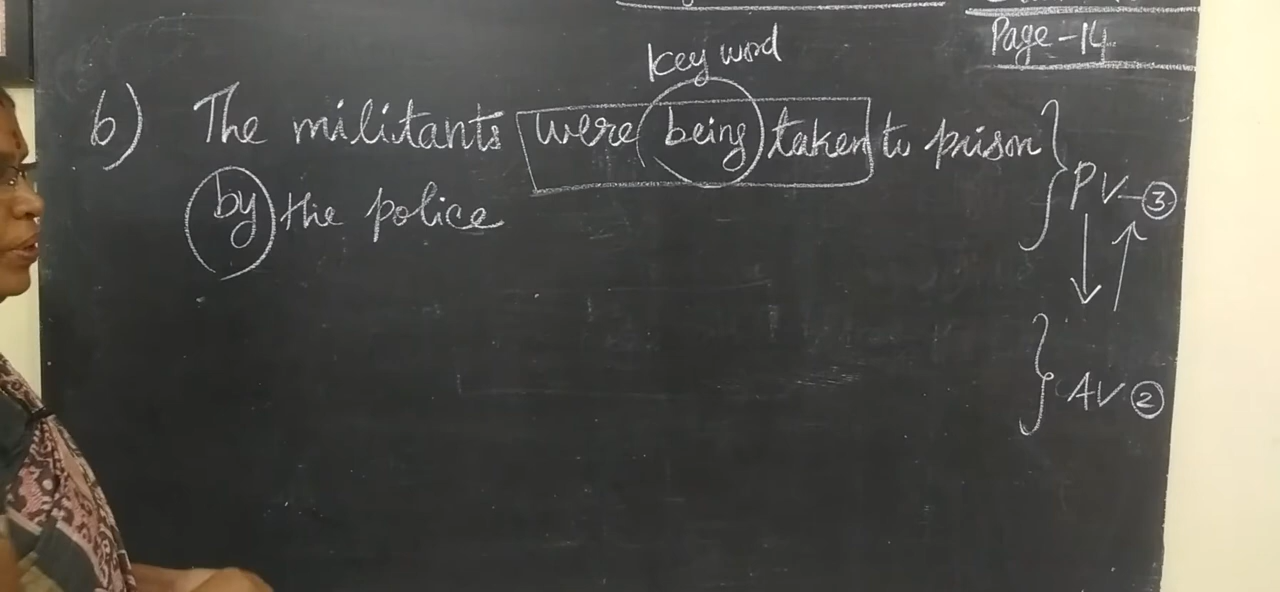 Page-14
key word
b) The militants were being taken to prison
by the police
PV-③
AV ②